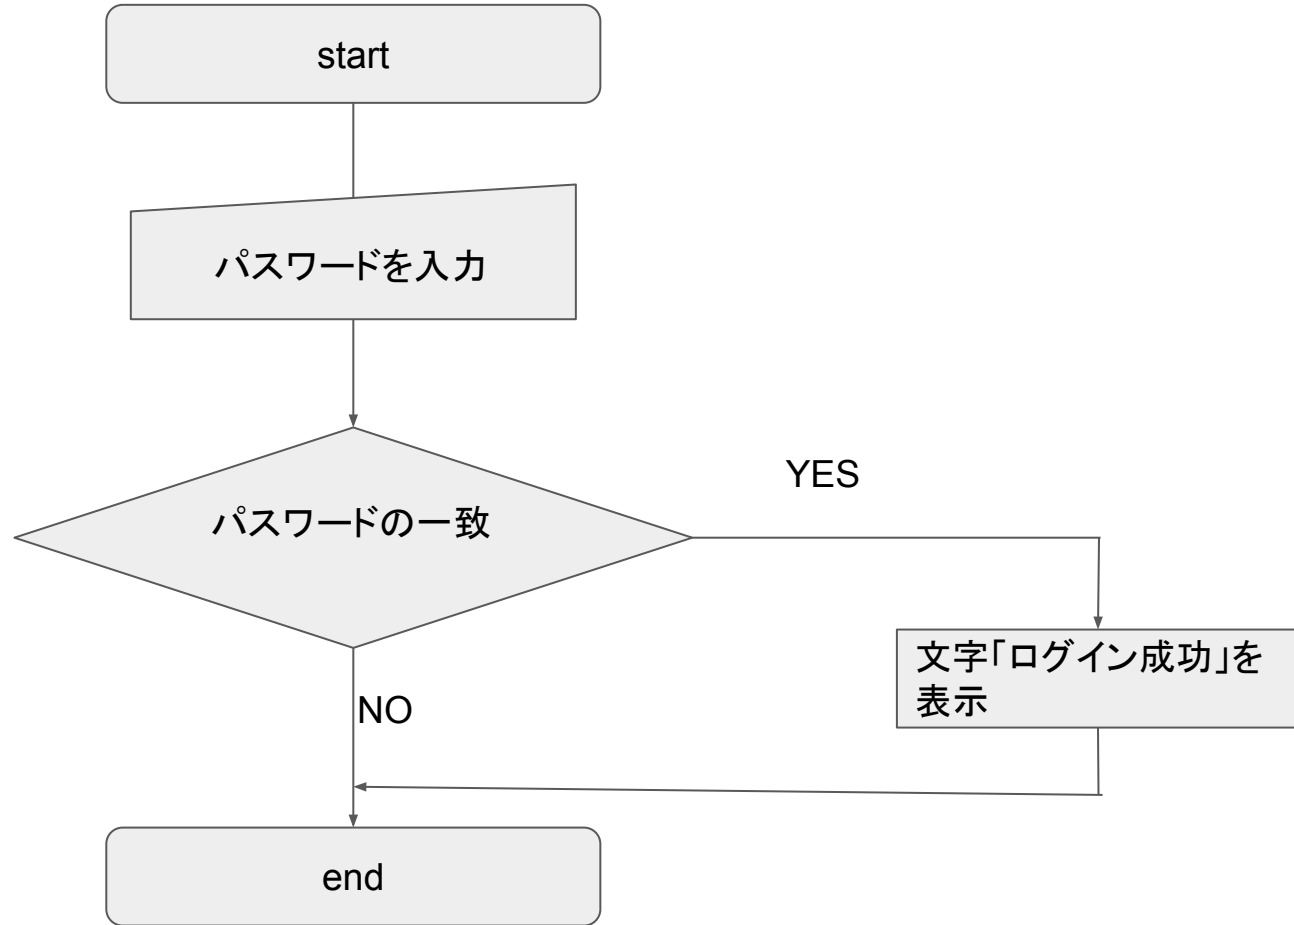 start
パスワードを入力
パスワードの一致
YES
文字「ログイン成功」を
表示
NO
end